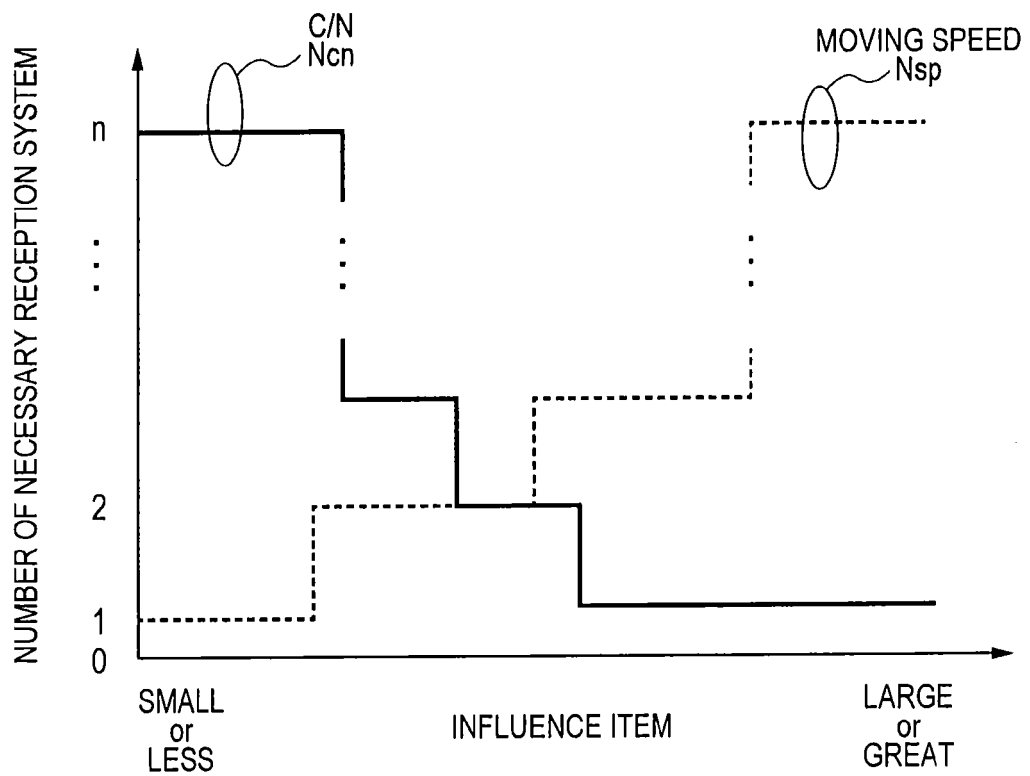 C/N
Ncn
MOVING SPEED
Nsp
NUMBER OF NECESSARY RECEPTION SYSTEM
n
2
1
0
SMALL
or
LESS
INFLUENCE ITEM
LARGE
or
GREAT